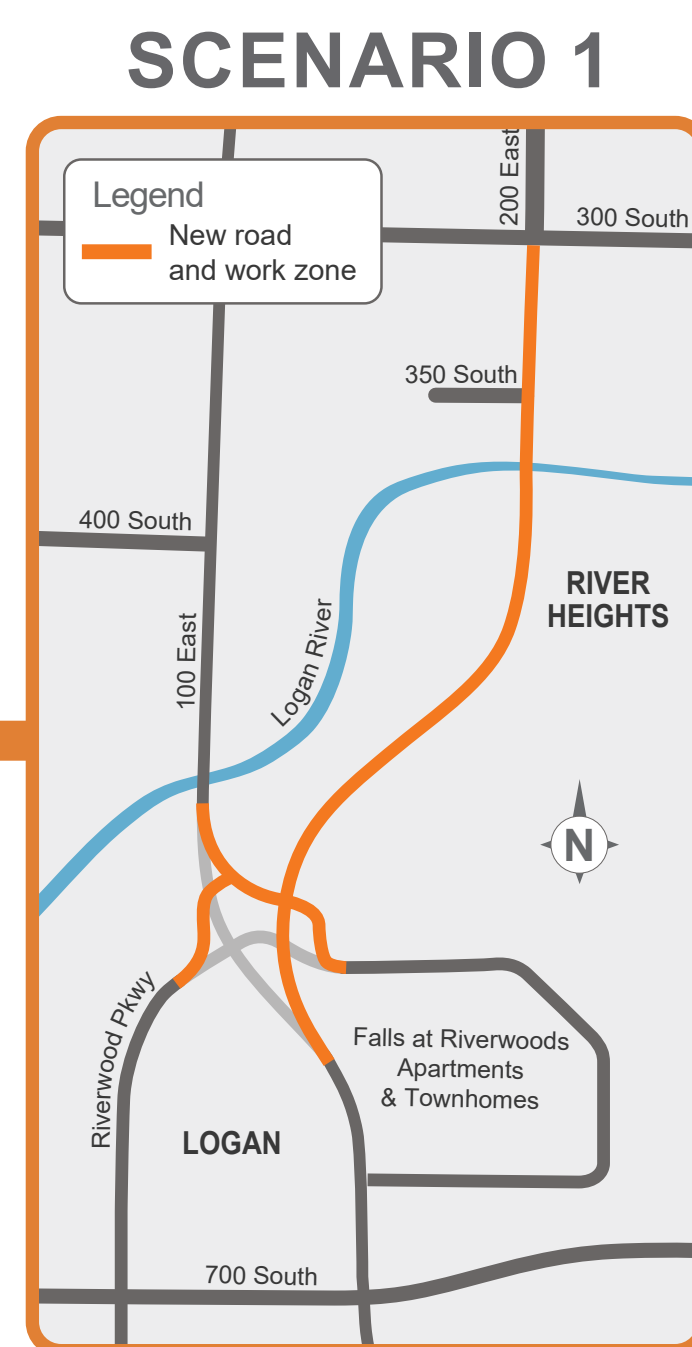 SCENARIO 1
Legend
New road
and work zone
200 East
300 South
350 South
400 South
100 East
Logan River
RIVER
HEIGHTS
N
Riverwood Pkwy
Falls at Riverwoods
Apartments
& Townhomes
LOGAN
700 South